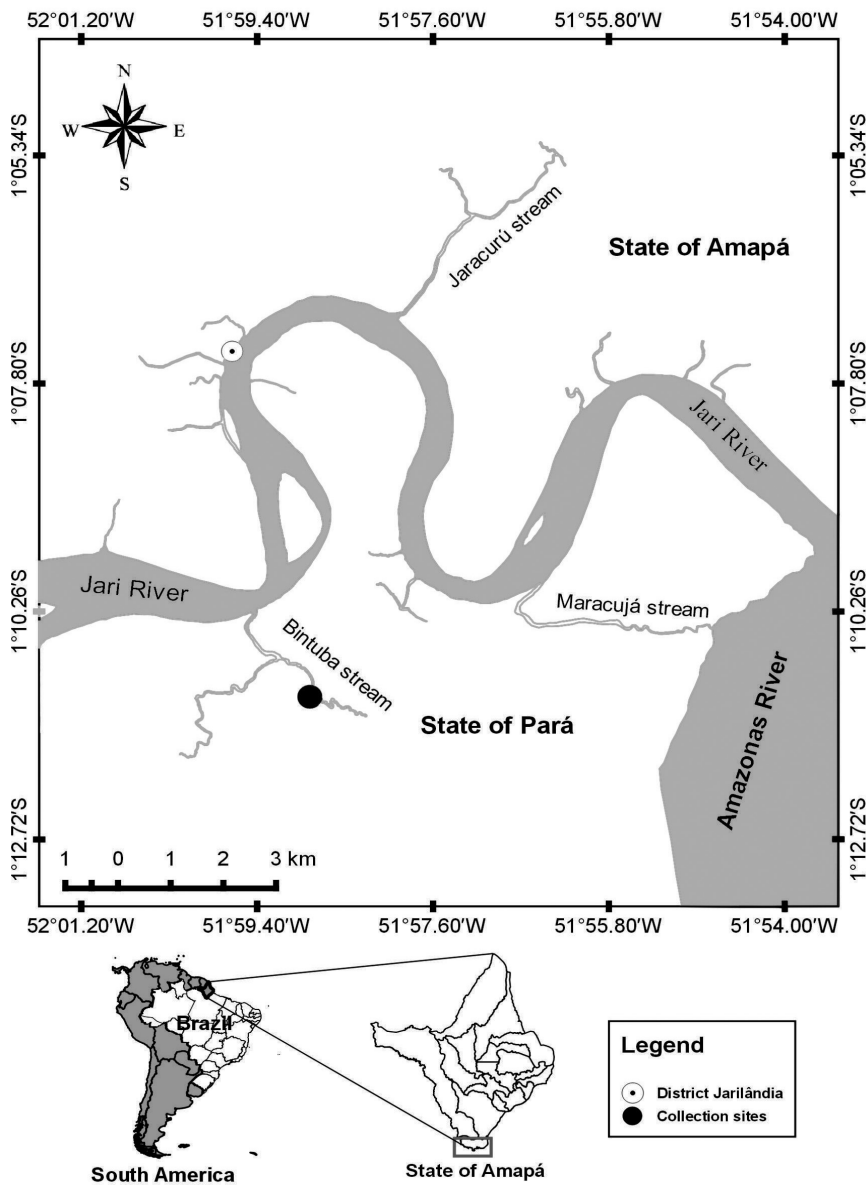 52°01.20'W 51°59.40'W 51°57.60'W 51°55.80'W 51°54.00'W
N
W E
S
1°05.34'S 1°05.34'S
Jaracurú stream
State of Amapá
1°07.80'S 1°07.80'S
Jari River
Jari River
1°10.26'S 1°10.26'S
Maracujá stream
Bintuba stream
State of Pará
Amazonas River
1°12.72'S 1°12.72'S
1 0 1 2 3 km
52°01.20'W 51°59.40'W 51°57.60'W 51°55.80'W 51°54.00'W
Brazil
Legend
District Jarilândia
Collection sites
South America
State of Amapá